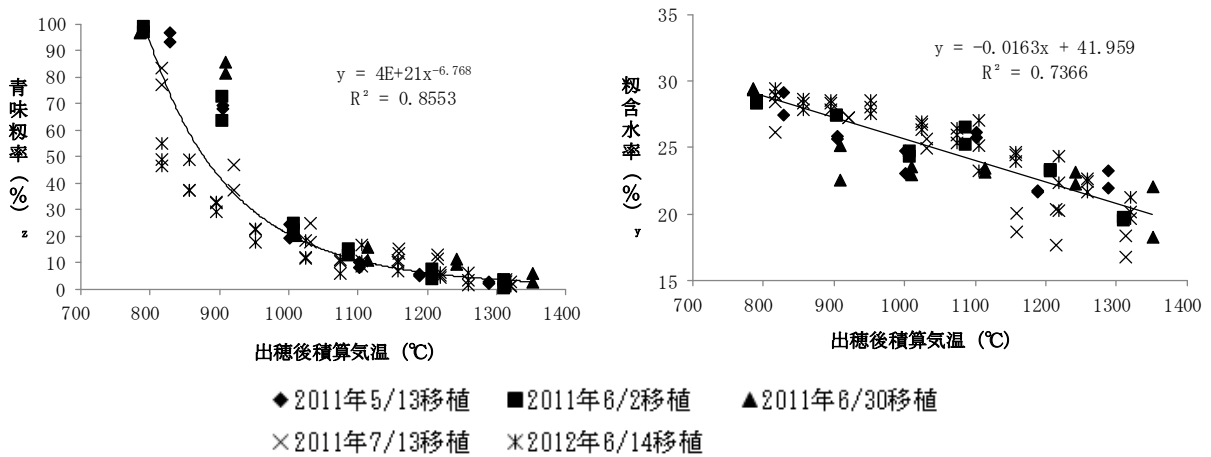 100
90
80
70
60
50
40
30
20
10
0
青味籾率(%)z
y = 4E+21x-6.768
R² = 0.8553
700 800 900 1000 1100 1200 1300 1400
出穂後積算気温 (℃)
35
30
25
20
15
籾含水率(%)y
y = -0.0163x + 41.959
R² = 0.7366
700 800 900 1000 1100 1200 1300 1400
出穂後積算気温 (℃)
2011年5/13移植 2011年6/2移植 2011年6/30移植
2011年7/13移植 2012年6/14移植